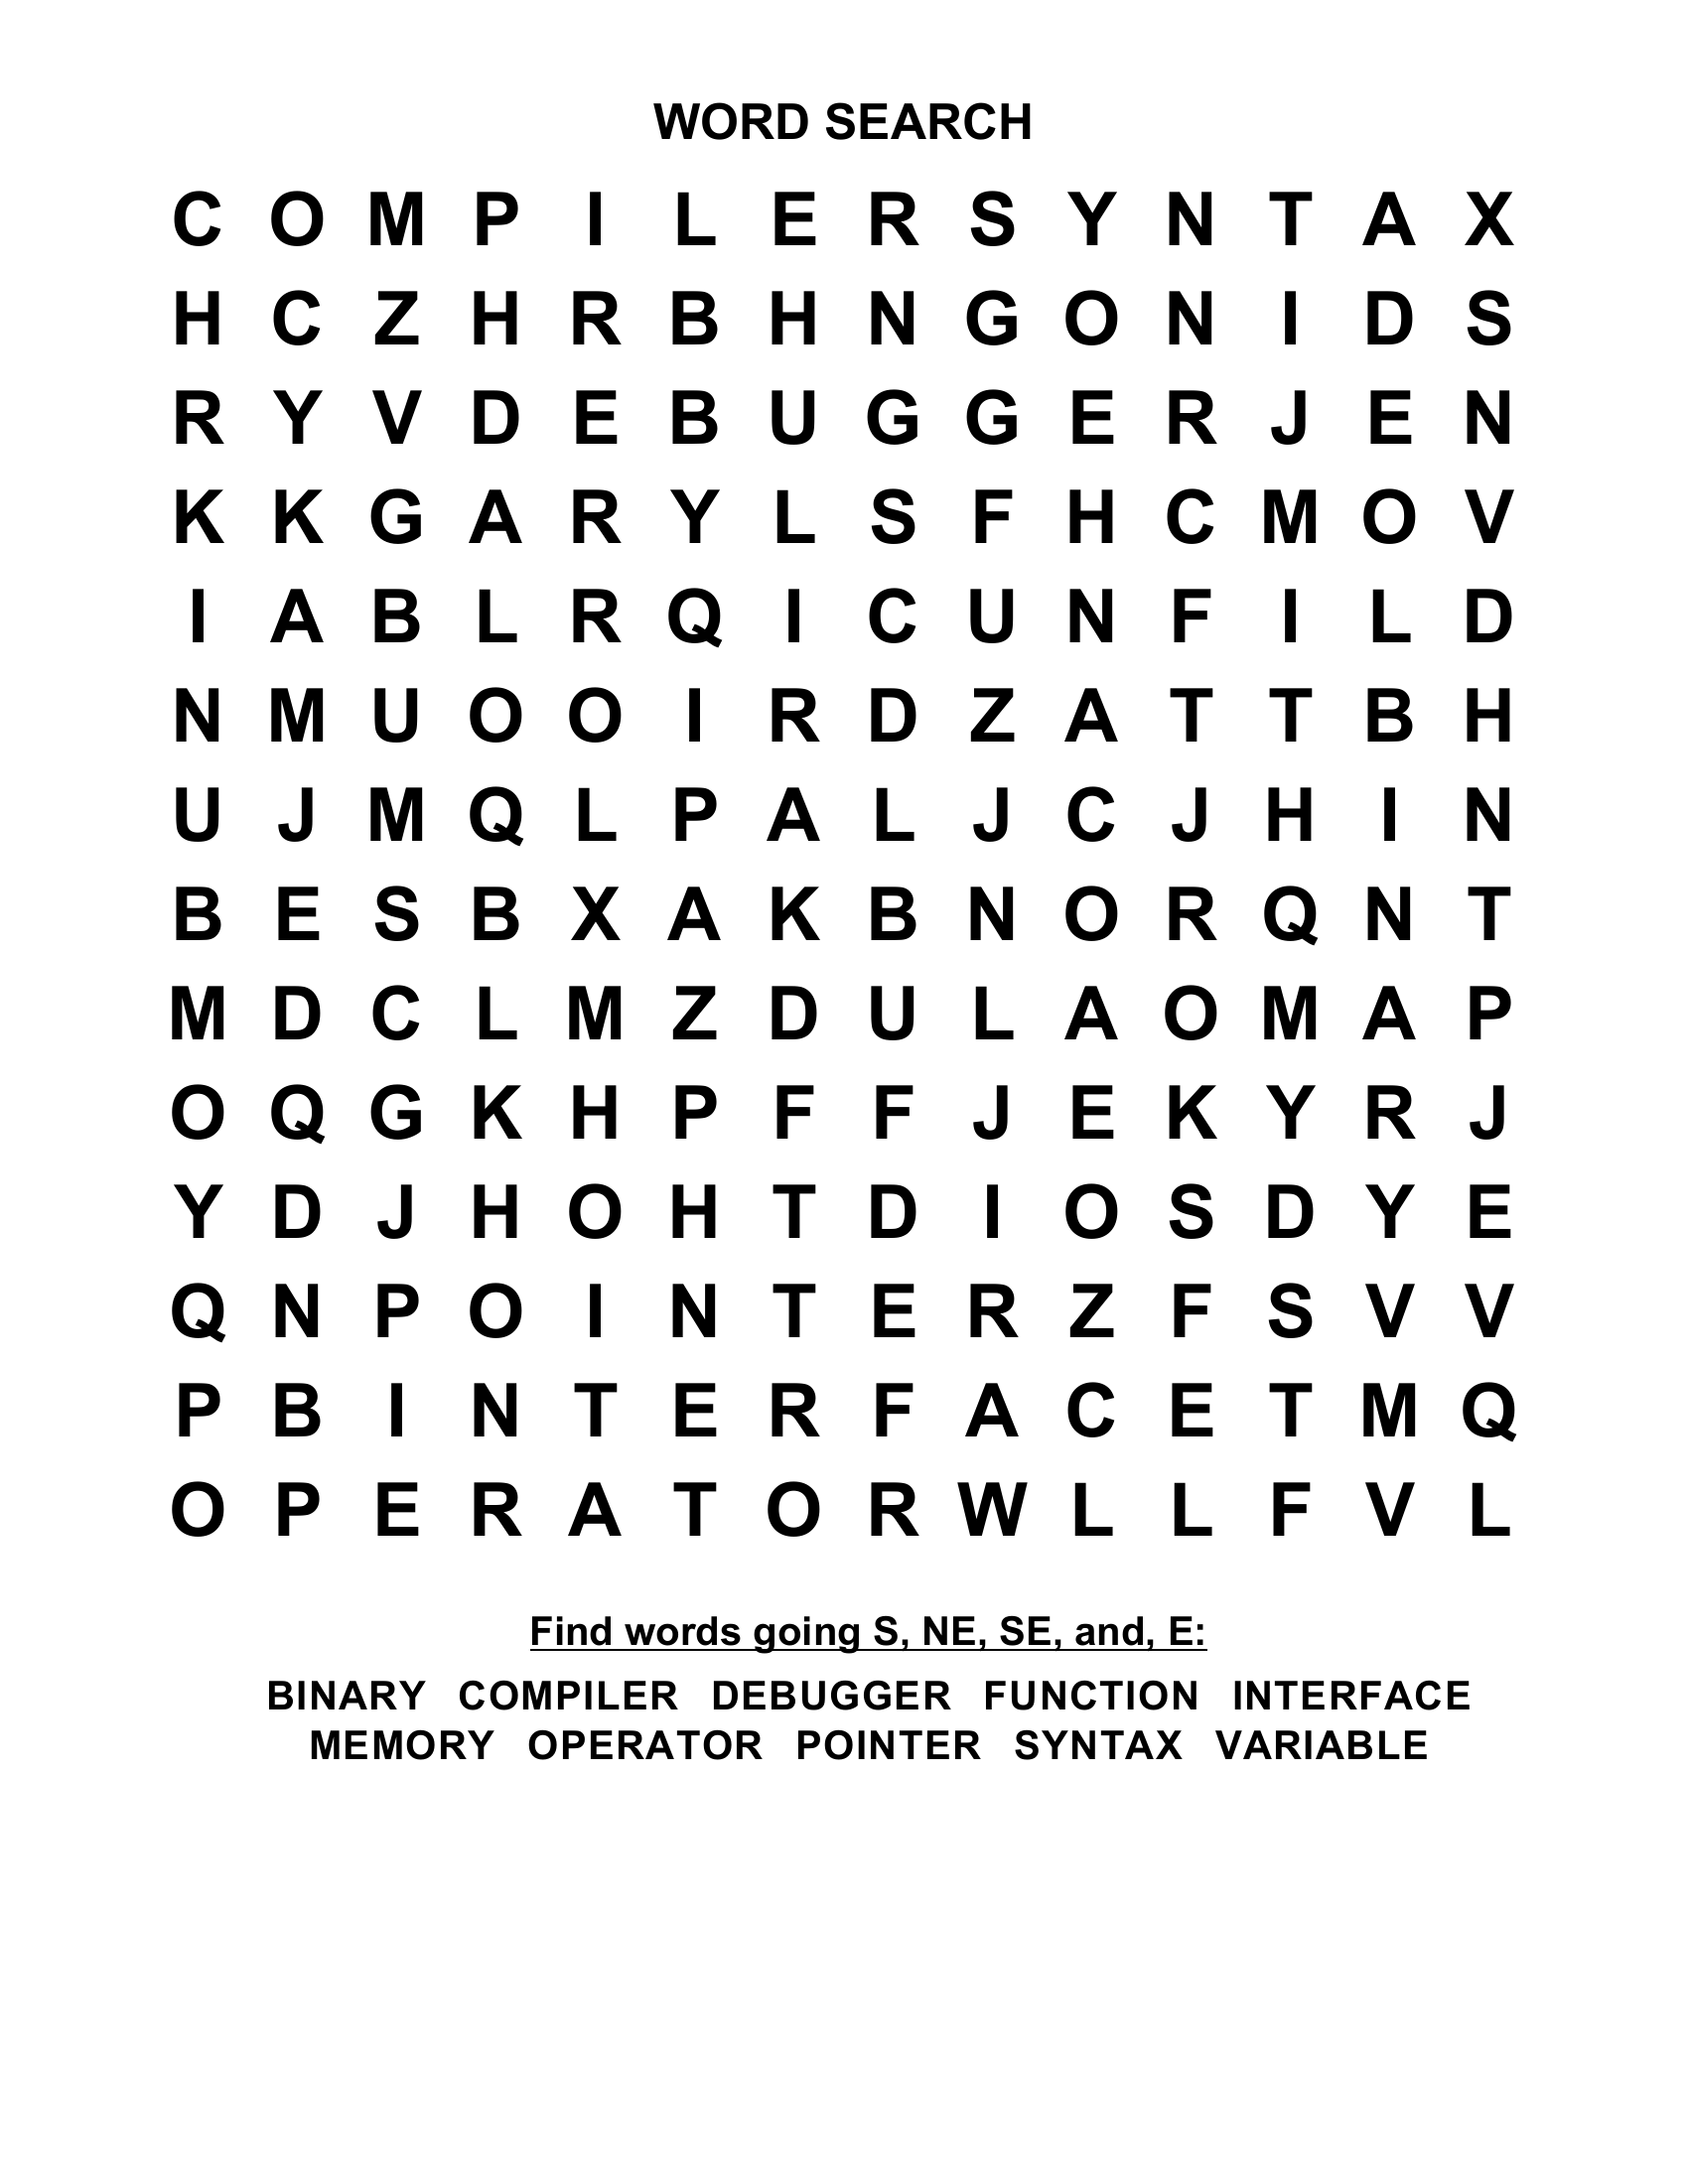 WORD SEARCH
C O M P I L E R S Y N T A X
H C Z H R B H N G O N I D S
R Y V D E B U G G E R J E N
K K G A R Y L S F H C M O V
I A B L R Q I C U N F I L D
N M U O O I R D Z A T T B H
U J M Q L P A L J C J H I N
B E S B X A K B N O R Q N T
M D C L M Z D U L A O M A P
O Q G K H P F F J E K Y R J
Y D J H O H T D I O S D Y E
Q N P O I N T E R Z F S V V
P B I N T E R F A C E T M Q
O P E R A T O R W L L F V L
Find words going S, NE, SE, and, E:
BINARY COMPILER DEBUGGER FUNCTION INTERFACE
MEMORY OPERATOR POINTER SYNTAX VARIABLE